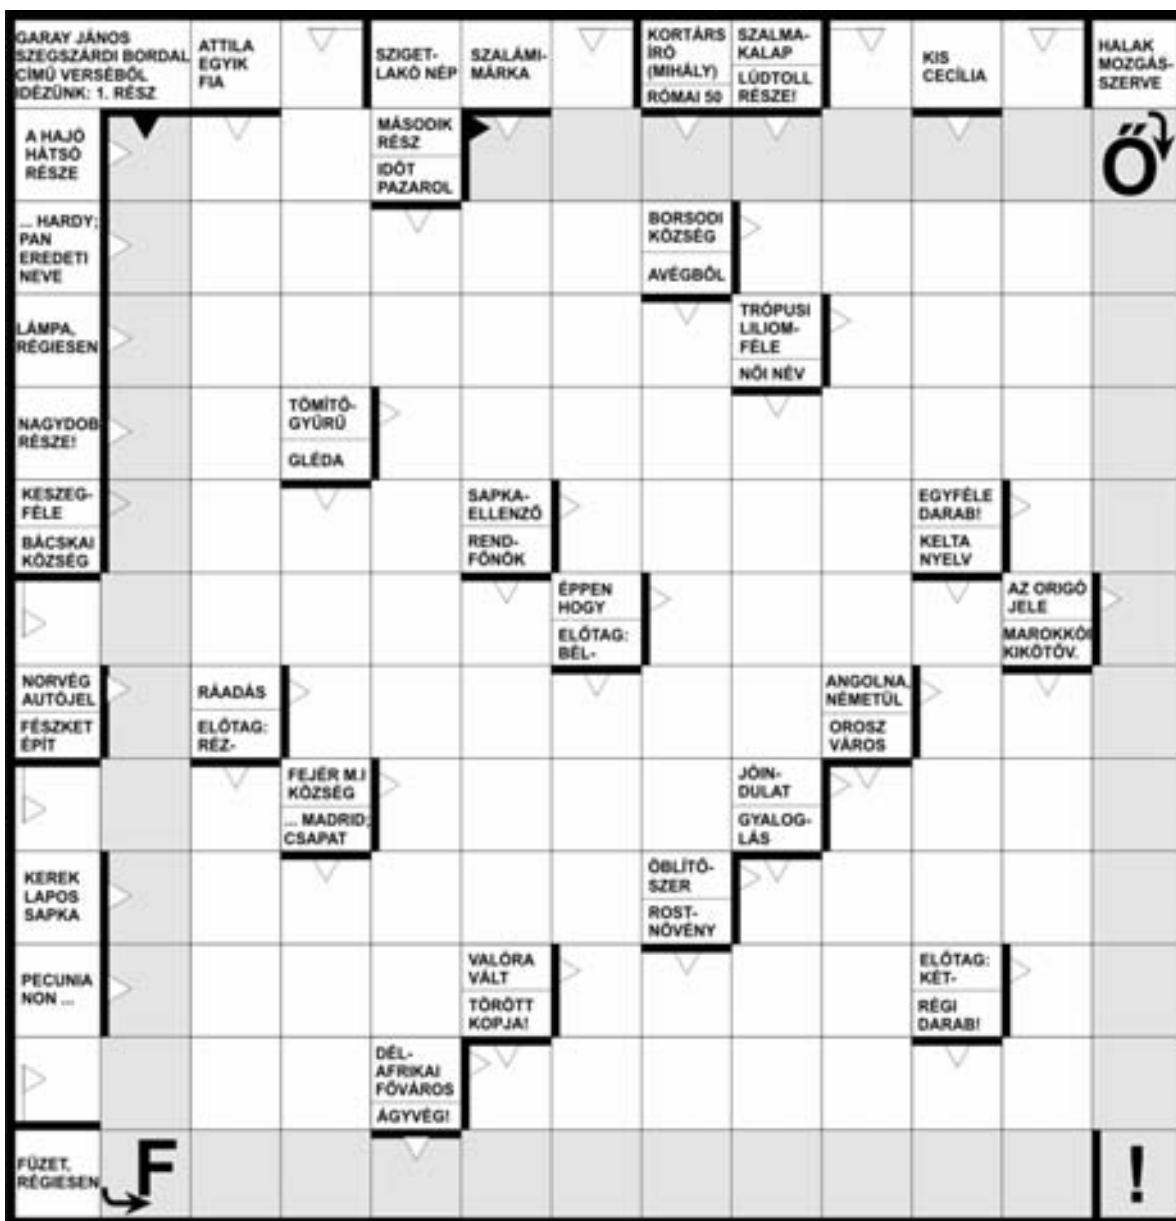 GARAY JÁNOS
SZEGSZÁRDI BORDAL
CÍMŰ VERSÉBŐL
IDÉZÜNK: 1. RÉSZ
ATTILA
EGYIK
FIA
SZIGET-
LAKÓ NÉP
SZALÁMI-
MÁRKA
KORTÁRS
ÍRÓ
(MIHÁLY)
RÓMAI 50
SZALMA-
KALAP
LÚDTOLL
RÉSZE!
KIS
CECÍLIA
HALAK
MOZGÁS-
SZERVE
A HAJÓ
HÁTSÓ
RÉSZE
MÁSODIK
RÉSZ
IDŐT
PAZAROL
Ő
... HARDY;
PAN
EREDETI
NEVE
BORSODI
KÖZSÉG
AVÉGBŐL
LÁMPA,
RÉGIESEN
TRÓPUSI
LILIOM-
FÉLE
NŐI NÉV
NAGYDOB
RÉSZE!
TÖMÍTŐ-
GYŰRŰ
GLÉDA
KESZEG-
FÉLE
BÁCSKAI
KÖZSÉG
SAPKA-
ELLENZŐ
REND-
FŐNÖK
EGYFÉLE
DARAB!
KELTA
NYELV
ÉPPEN
HOGY
ELŐTAG:
BÉL-
AZ ORIGÓ
JELE
MAROKKÓI
KIKÖTŐV.
NORVÉG
AUTÓJEL
FÉSZKET
ÉPÍT
RÁADÁS
ELŐTAG:
RÉZ-
ANGOLNA,
NÉMETÜL
OROSZ
VÁROS
FEJÉR M.I
KÖZSÉG
... MADRID;
CSAPAT
JÓIN-
DULAT
GYALOG-
LÁS
KEREK
LAPOS
SAPKA
ÖBLÍTŐ-
SZER
ROST-
NÖVÉNY
PECUNIA
NON ...
VALÓRA
VÁLT
TÖRÖTT
KOPJA!
ELŐTAG:
KÉT-
RÉGI
DARAB!
DÉL-
AFRIKAI
FŐVÁROS
ÁGYVÉG!
FÜZET,
RÉGIESEN
F
!